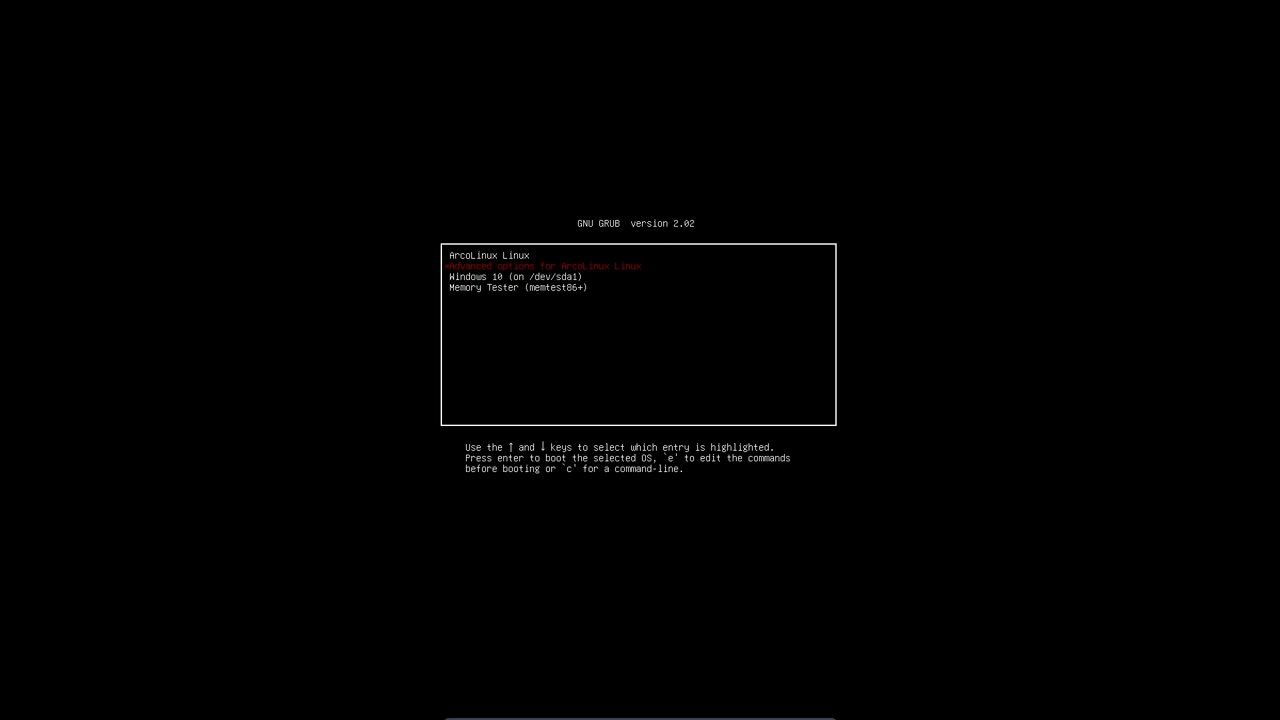 GNU GRUB  version 2.02
ArcoLinux Linux
*Advanced options for ArcoLinux Linux
Windows 10 (on /dev/sda1)
Memory Tester (memtest86+)
Use the ↑ and ↓ keys to select which entry is highlighted.
Press enter to boot the selected OS, `e' to edit the commands
before booting or `c' for a command-line.